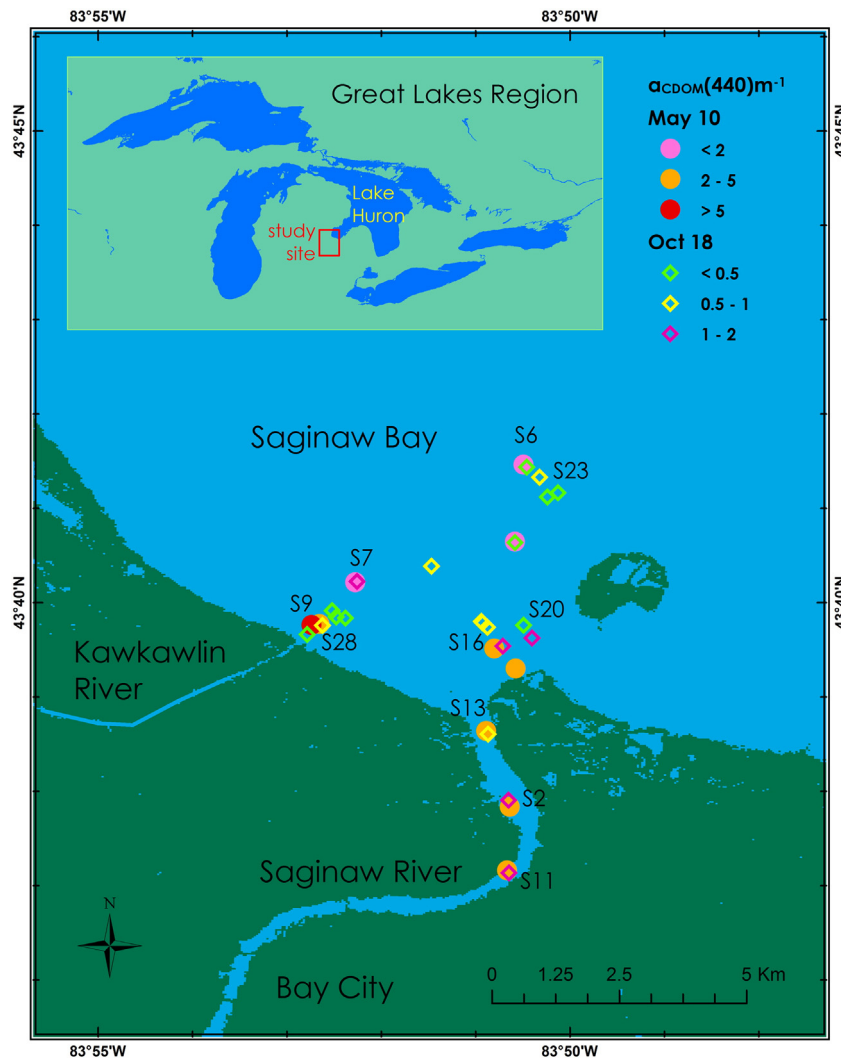 83°55'W
83°50'W
43°45'N
43°45'N
Great Lakes Region
Lake
Huron
study
site
aCDOM(440)m-1
May 10
< 2
2 - 5
> 5
Oct 18
< 0.5
0.5 - 1
1 - 2
Saginaw Bay
S6
S23
S7
S9
S28
S20
S16
43°40'N
43°40'N
Kawkawlin
River
S13
S2
Saginaw River
S11
N
Bay City
0
1.25
2.5
5 Km
83°55'W
83°50'W